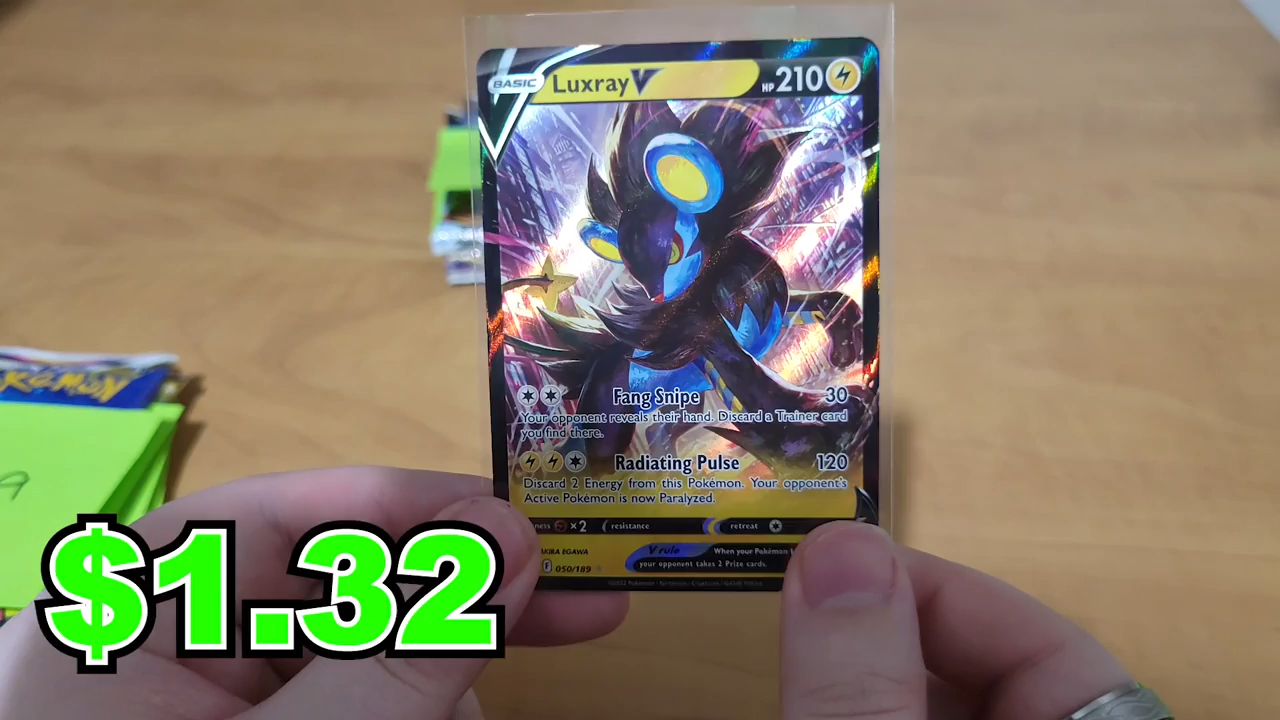 BASIC Luxray V HP 210
Fang Snipe 30
Your opponent reveals their hand. Discard a Trainer card
you find there.
Radiating Pulse 120
Discard 2 Energy from this Pokémon. Your opponent's
Active Pokémon is now Paralyzed.
ness ×2 resistance retreat
AKIRA EGAWA
V rule When your Pokémon
your opponent takes 2 Prize cards.
F 050/189
POKéMON
$1.32